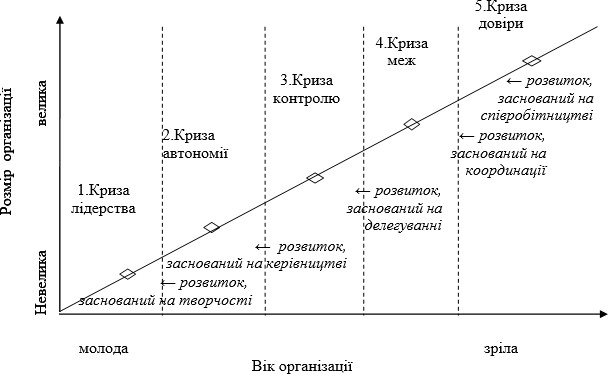 5.Криза
довіри
4.Криза
меж
← розвиток,
заснований на
співробітництві
3.Криза
контролю
← розвиток,
заснований на
координації
2.Криза
автономії
1.Криза
лідерства
← розвиток,
заснований на
делегуванні
← розвиток,
заснований на керівництві
← розвиток,
заснований на творчості
Розмір організації
велика
Невелика
молода
зріла
Вік організації